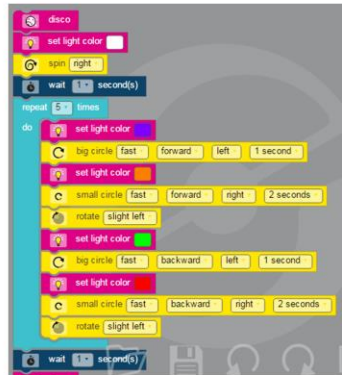 disco
set light color
spin right
wait 1 second(s)
repeat 5 times
do set light color
big circle fast forward left 1 second
set light color
small circle fast forward right 2 seconds
rotate slight left
set light color
big circle fast backward left 1 second
set light color
small circle fast backward right 2 seconds
rotate slight left
wait 1 second(s)